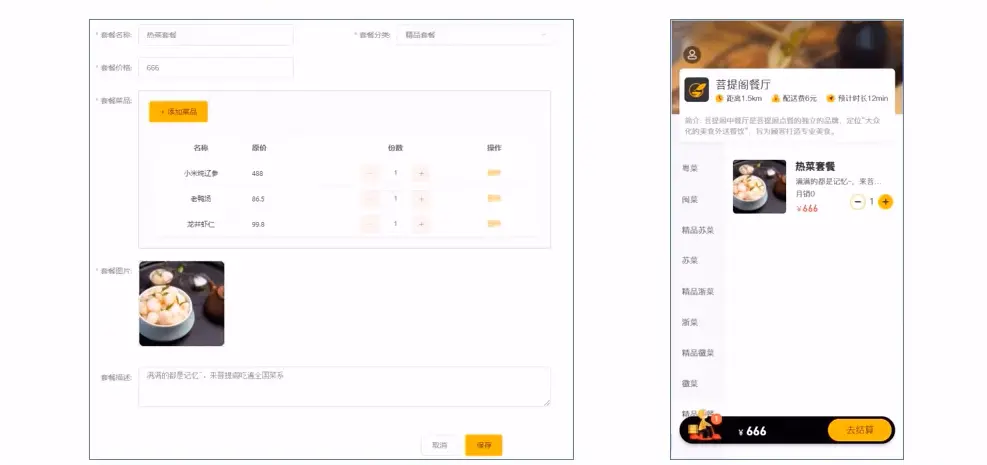 * 套餐名称: 热菜套餐 * 套餐分类: 精品套餐
* 套餐价格: 666
* 套餐菜品:
+ 添加菜品
名称 原价 份数 操作
小米炖辽参 488 - 1 +
老鸭汤 86.5 - 1 +
龙井虾仁 99.8 - 1 +
* 套餐图片:
套餐描述: 满满的都是记忆~，来菩提阁吃遍全国菜系
取消 保存
菩提阁餐厅
距离1.5km 配送费6元 预计时长12min
简介: 菩提阁中餐厅是菩提阁点餐的独立的品牌，定位“大众
化的美食外送餐饮”，旨为顾客打造专业美食。
粤菜
闽菜
精品苏菜
苏菜
精品浙菜
浙菜
精品徽菜
徽菜
热菜套餐
满满的都是记忆~，来菩...
月销0
¥666
- 1 +
1
¥ 666
去结算